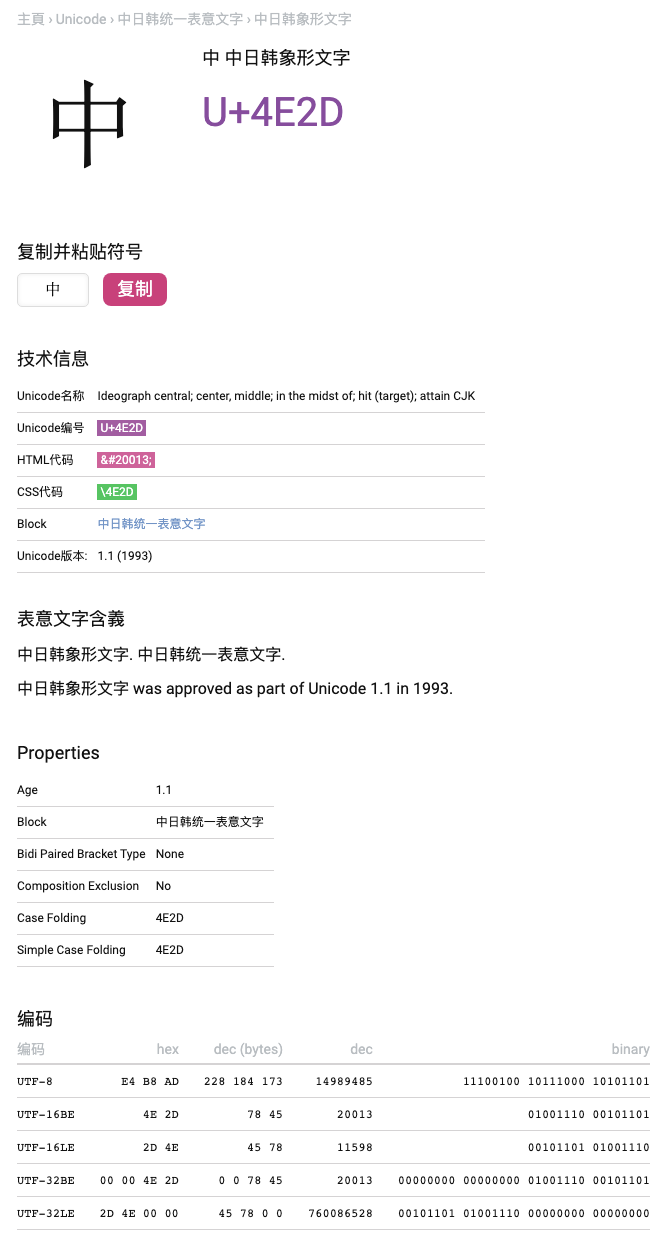 主頁 › Unicode › 中日韩统一表意文字 › 中日韩象形文字
中
中 中日韩象形文字
U+4E2D
复制并粘贴符号
中 复制
技术信息
Unicode名称 Ideograph central; center, middle; in the midst of; hit (target); attain CJK
Unicode编号 U+4E2D
HTML代码 &#20013;
CSS代码 \4E2D
Block 中日韩统一表意文字
Unicode版本: 1.1 (1993)
表意文字含義
中日韩象形文字. 中日韩统一表意文字.
中日韩象形文字 was approved as part of Unicode 1.1 in 1993.
Properties
Age 1.1
Block 中日韩统一表意文字
Bidi Paired Bracket Type None
Composition Exclusion No
Case Folding 4E2D
Simple Case Folding 4E2D
编码
编码 hex dec (bytes) dec binary
UTF-8 E4 B8 AD 228 184 173 14989485 11100100 10111000 10101101
UTF-16BE 4E 2D 78 45 20013 01001110 00101101
UTF-16LE 2D 4E 45 78 11598 00101101 01001110
UTF-32BE 00 00 4E 2D 0 0 78 45 20013 00000000 00000000 01001110 00101101
UTF-32LE 2D 4E 00 00 45 78 0 0 760086528 00101101 01001110 00000000 00000000